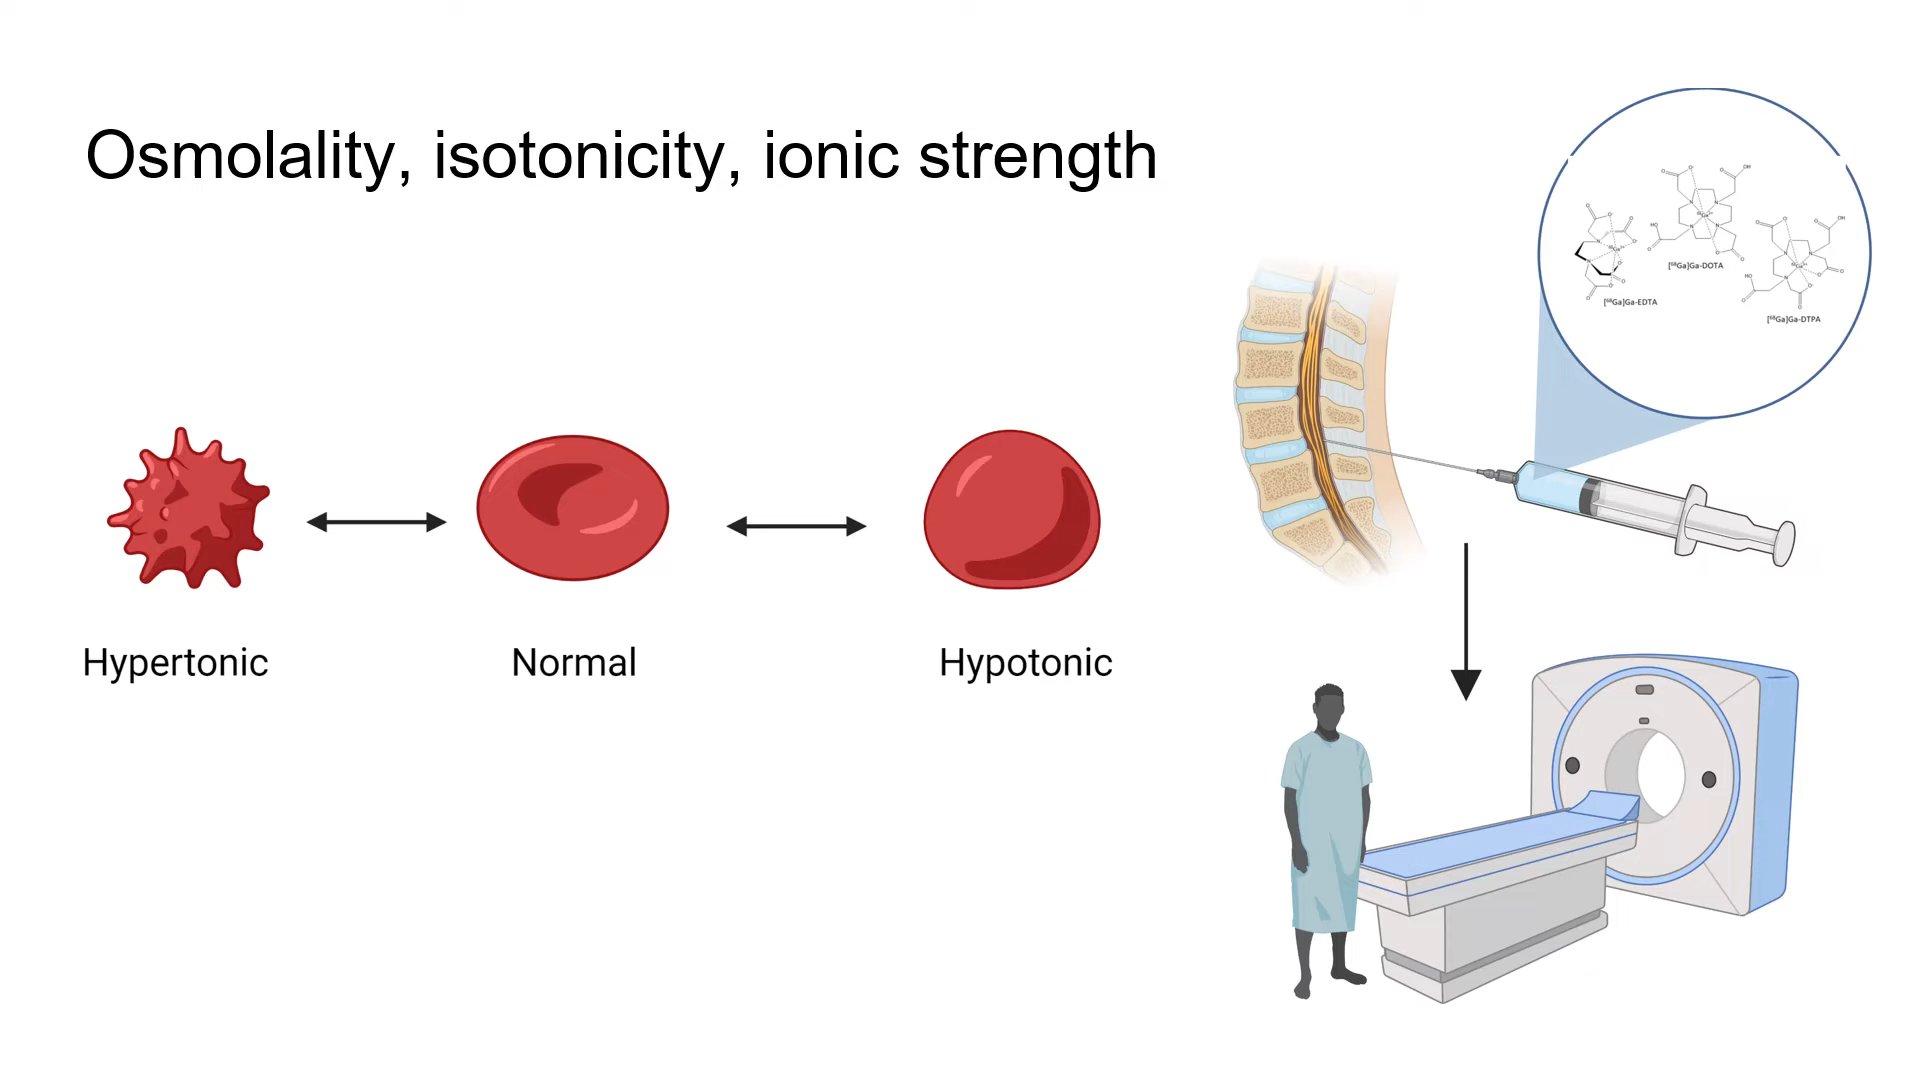 Osmolality, isotonicity, ionic strength
Hypertonic
Normal
Hypotonic
[⁶⁸Ga]Ga-DOTA
[⁶⁸Ga]Ga-EDTA
[⁶⁸Ga]Ga-DTPA